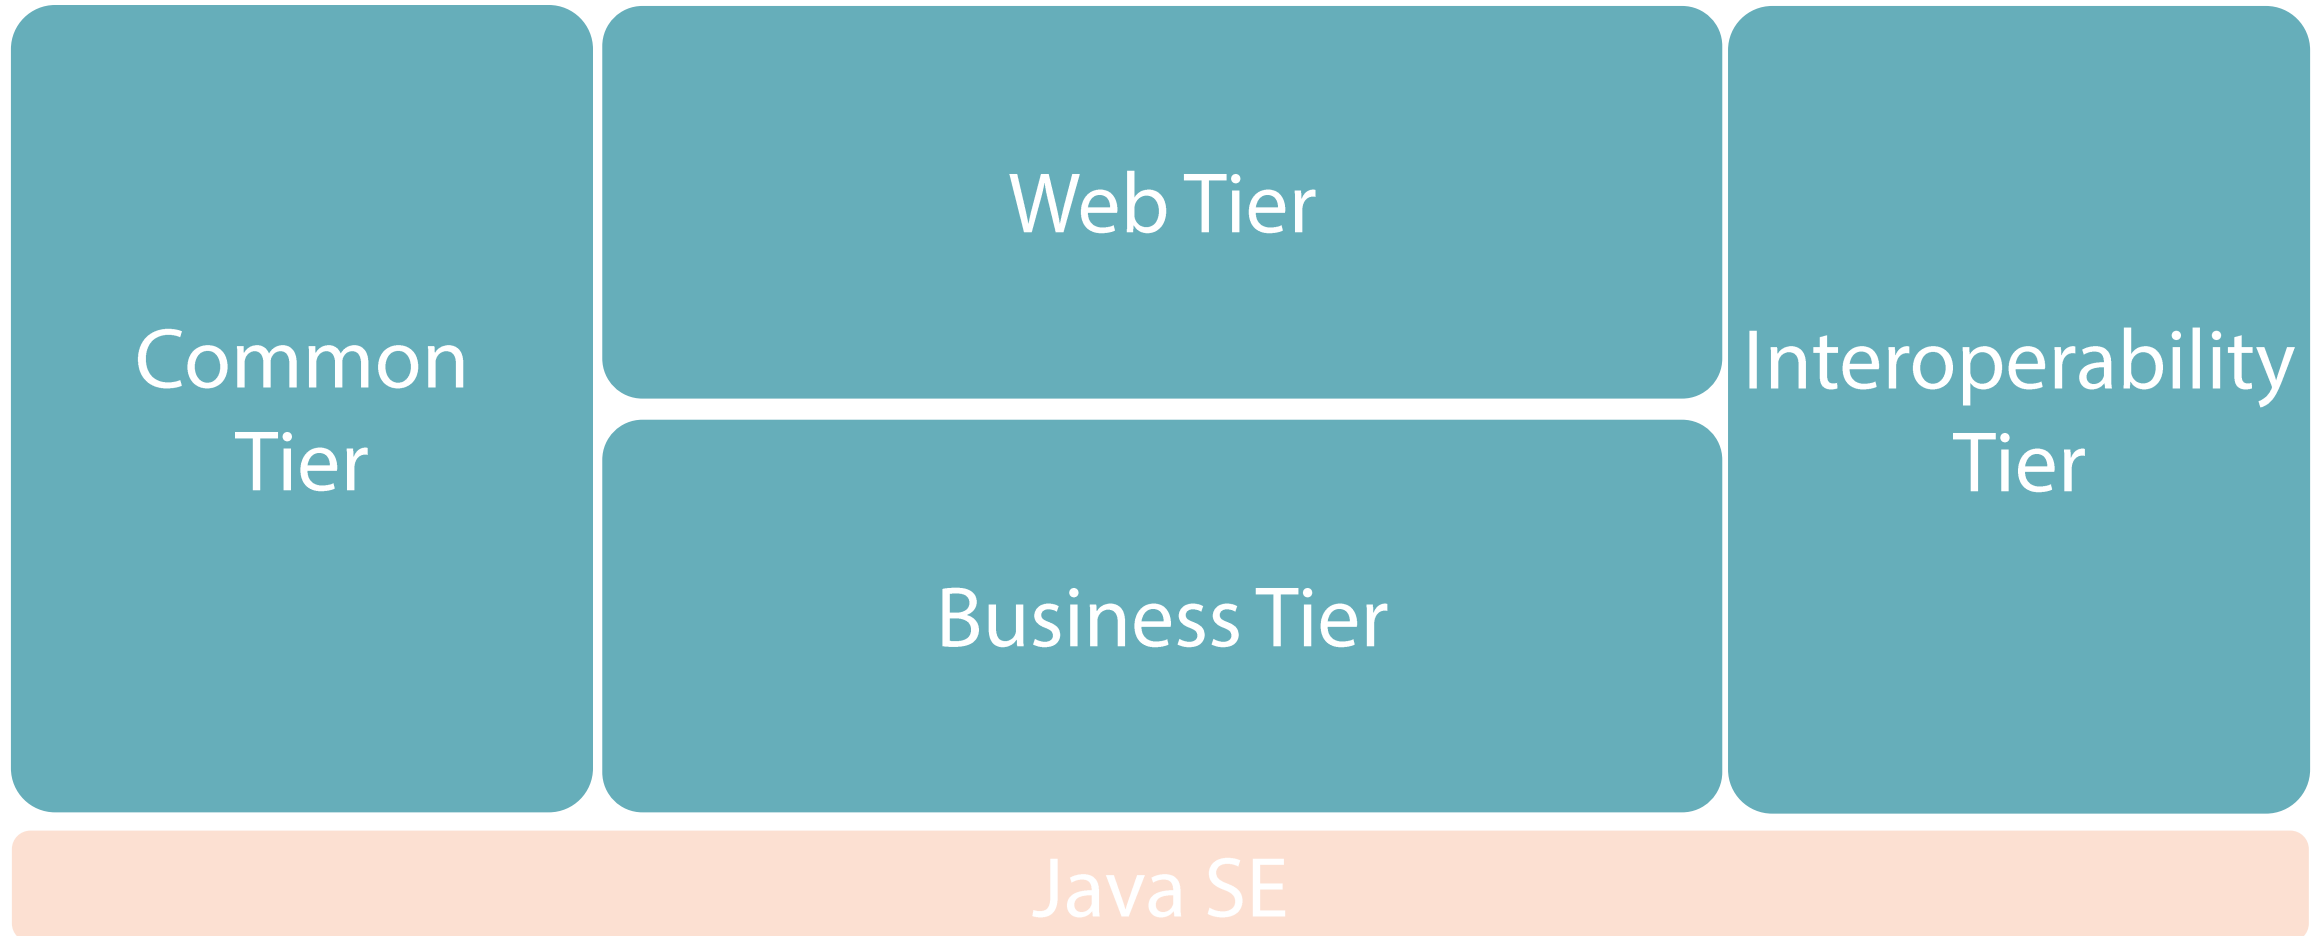 Common
Tier
Web Tier
Business Tier
Interoperability
Tier
Java SE